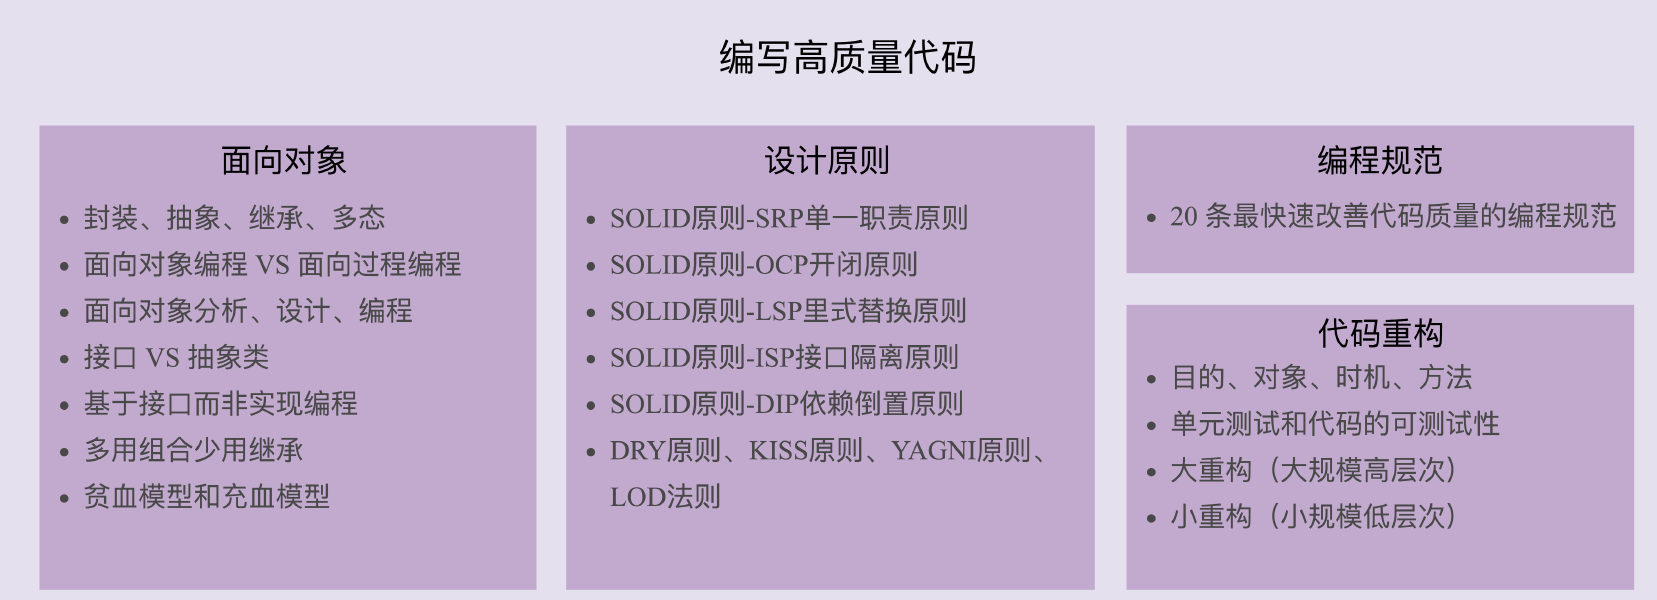 编写高质量代码
面向对象
• 封装、抽象、继承、多态
• 面向对象编程 VS 面向过程编程
• 面向对象分析、设计、编程
• 接口 VS 抽象类
• 基于接口而非实现编程
• 多用组合少用继承
• 贫血模型和充血模型
设计原则
• SOLID原则-SRP单一职责原则
• SOLID原则-OCP开闭原则
• SOLID原则-LSP里式替换原则
• SOLID原则-ISP接口隔离原则
• SOLID原则-DIP依赖倒置原则
• DRY原则、KISS原则、YAGNI原则、
LOD法则
编程规范
• 20 条最快速改善代码质量的编程规范
代码重构
• 目的、对象、时机、方法
• 单元测试和代码的可测试性
• 大重构（大规模高层次）
• 小重构（小规模低层次）